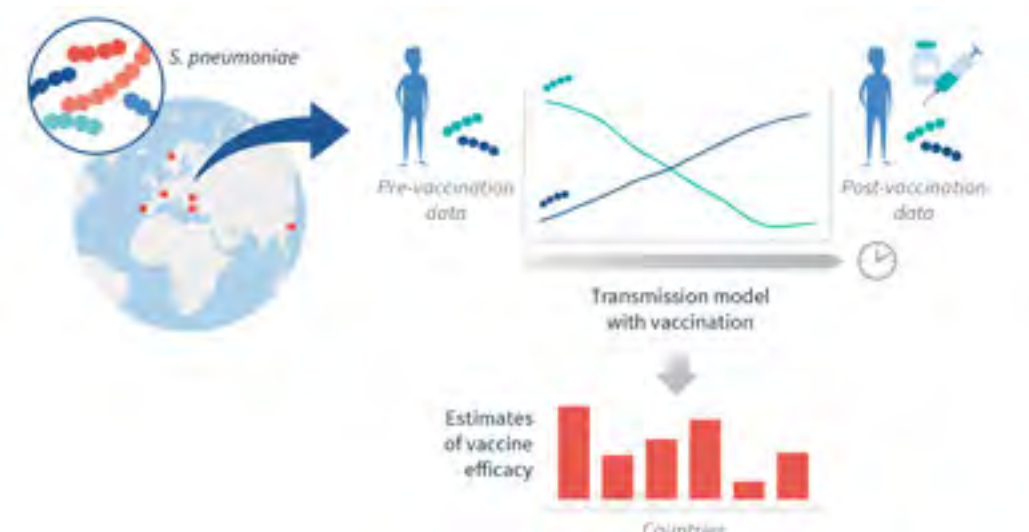 S. pneumoniae
Pre-vaccination
data
Post-vaccination
data
Transmission model
with vaccination
Estimates
of vaccine
efficacy
Countries